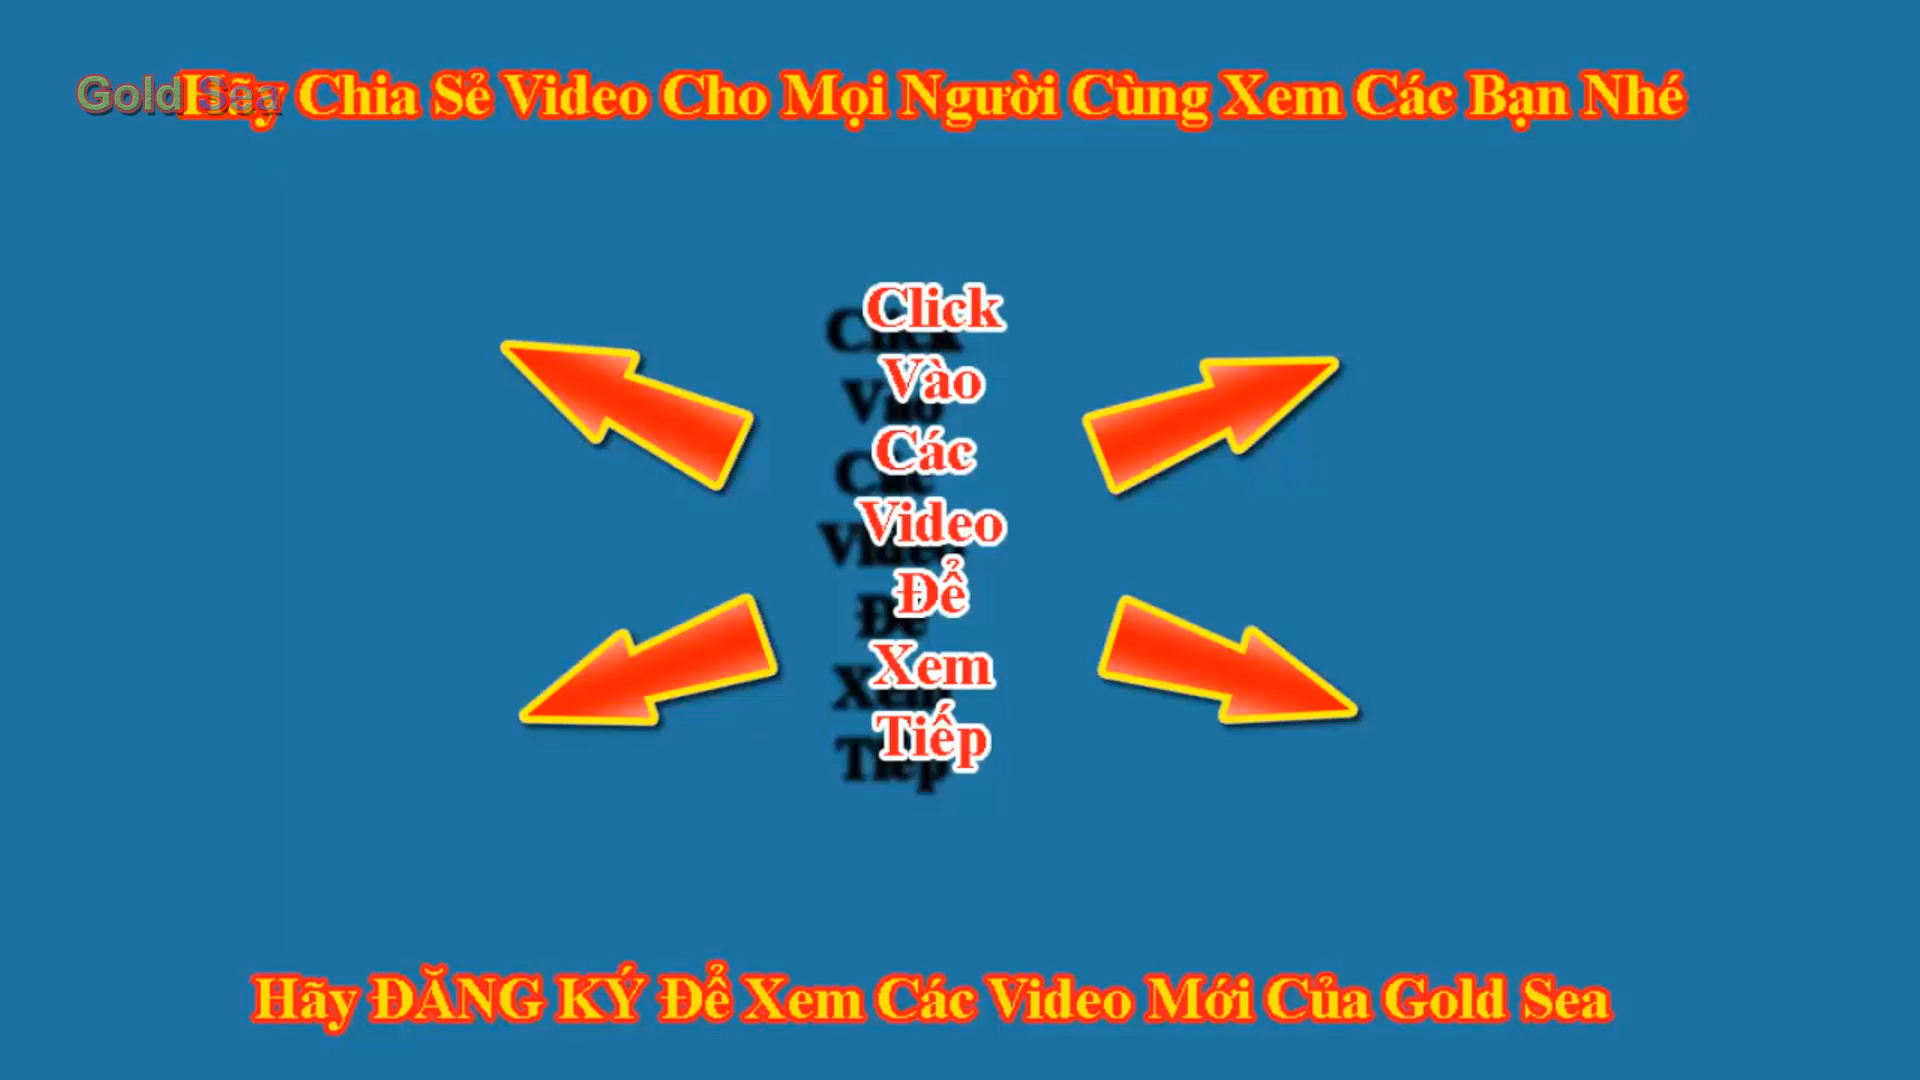 Gold Sea
Hãy Chia Sẻ Video Cho Mọi Người Cùng Xem Các Bạn Nhé
Click
Vào
Các
Video
Để
Xem
Tiếp
Hãy ĐĂNG KÝ Để Xem Các Video Mới Của Gold Sea